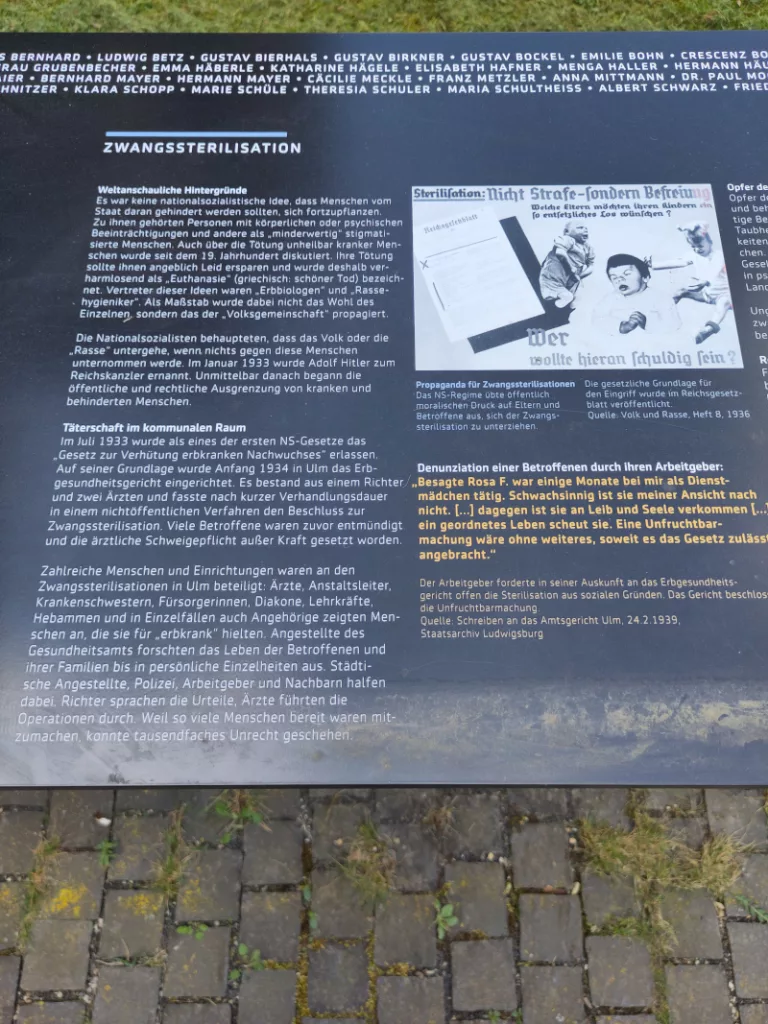 S BERNHARD • LUDWIG BETZ • GUSTAV BIERHALS • GUSTAV BIRKNER • GUSTAV BOCKEL • EMILIE BOHN • CRESCENZ BO
RAU GRUBENBECHER • EMMA HÄBERLE • KATHARINE HÄGELE • ELISABETH HAFNER • MENGA HALLER • HERMANN HÄU
AIER • BERNHARD MAYER • HERMANN MAYER • CÄCILIE MECKLE • FRANZ METZLER • ANNA MITTMANN • DR. PAUL MO
HNITZER • KLARA SCHOPP • MARIE SCHÜLE • THERESIA SCHULER • MARIA SCHULTHEISS • ALBERT SCHWARZ • FRIED
ZWANGSSTERILISATION
Weltanschauliche Hintergründe
Es war keine nationalsozialistische Idee, dass Menschen vom
Staat daran gehindert werden sollten, sich fortzupflanzen.
Zu ihnen gehörten Personen mit körperlichen oder psychischen
Beeinträchtigungen und andere als „minderwertig" stigmati-
sierte Menschen. Auch über die Tötung unheilbar kranker Men-
schen wurde seit dem 19. Jahrhundert diskutiert. Ihre Tötung
sollte ihnen angeblich Leid ersparen und wurde deshalb ver-
harmlosend als „Euthanasie" (griechisch: schöner Tod) bezeich-
net. Vertreter dieser Ideen waren „Erbbiologen" und „Rasse-
hygieniker". Als Maßstab wurde dabei nicht das Wohl des
Einzelnen, sondern das der „Volksgemeinschaft" propagiert.
Die Nationalsozialisten behaupteten, dass das Volk oder die
„Rasse" untergehe, wenn nichts gegen diese Menschen
unternommen werde. Im Januar 1933 wurde Adolf Hitler zum
Reichskanzler ernannt. Unmittelbar danach begann die
öffentliche und rechtliche Ausgrenzung von kranken und
behinderten Menschen.
Täterschaft im kommunalen Raum
Im Juli 1933 wurde als eines der ersten NS-Gesetze das
„Gesetz zur Verhütung erbkranken Nachwuchses" erlassen.
Auf seiner Grundlage wurde Anfang 1934 in Ulm das Erb-
gesundheitsgericht eingerichtet. Es bestand aus einem Richter
und zwei Ärzten und fasste nach kurzer Verhandlungsdauer
in einem nichtöffentlichen Verfahren den Beschluss zur
Zwangssterilisation. Viele Betroffene waren zuvor entmündigt
und die ärztliche Schweigepflicht außer Kraft gesetzt worden.
Zahlreiche Menschen und Einrichtungen waren an den
Zwangssterilisationen in Ulm beteiligt: Ärzte, Anstaltsleiter,
Krankenschwestern, Fürsorgerinnen, Diakone, Lehrkräfte,
Hebammen und in Einzelfällen auch Angehörige zeigten Men-
schen an, die sie für „erbkrank" hielten. Angestellte des
Gesundheitsamts forschten das Leben der Betroffenen und
ihrer Familien bis in persönliche Einzelheiten aus. Städti-
sche Angestellte, Polizei, Arbeitgeber und Nachbarn halfen
dabei. Richter sprachen die Urteile, Ärzte führten die
Operationen durch. Weil so viele Menschen bereit waren mit-
zumachen, konnte tausendfaches Unrecht geschehen.
Sterilisation: Nicht Strafe-sondern Befreiung
Welche Eltern möchten ihren Kindern ein
so entsetzliches Los wünschen?
Reichsgesetzblatt
Wer
wollte hieran schuldig sein?
Propaganda für Zwangssterilisationen
Das NS-Regime übte öffentlich
moralischen Druck auf Eltern und
Betroffene aus, sich der Zwangs-
sterilisation zu unterziehen.
Die gesetzliche Grundlage für
den Eingriff wurde im Reichsgesetz-
blatt veröffentlicht.
Quelle: Volk und Rasse, Heft 8, 1936
Denunziation einer Betroffenen durch ihren Arbeitgeber:
„Besagte Rosa F. war einige Monate bei mir als Dienst-
mädchen tätig. Schwachsinnig ist sie meiner Ansicht nach
nicht. [...] dagegen ist sie an Leib und Seele verkommen [...]
ein geordnetes Leben scheut sie. Eine Unfruchtbar-
machung wäre ohne weiteres, soweit es das Gesetz zuläss
angebracht."
Der Arbeitgeber forderte in seiner Auskunft an das Erbgesundheits-
gericht offen die Sterilisation aus sozialen Gründen. Das Gericht beschlos
die Unfruchtbarmachung.
Quelle: Schreiben an das Amtsgericht Ulm, 24.2.1939,
Staatsarchiv Ludwigsburg
Opfer de
Opfer de
und beh
tige Be
Taubhe
keiten
chen.
Gesel
in ps
Land